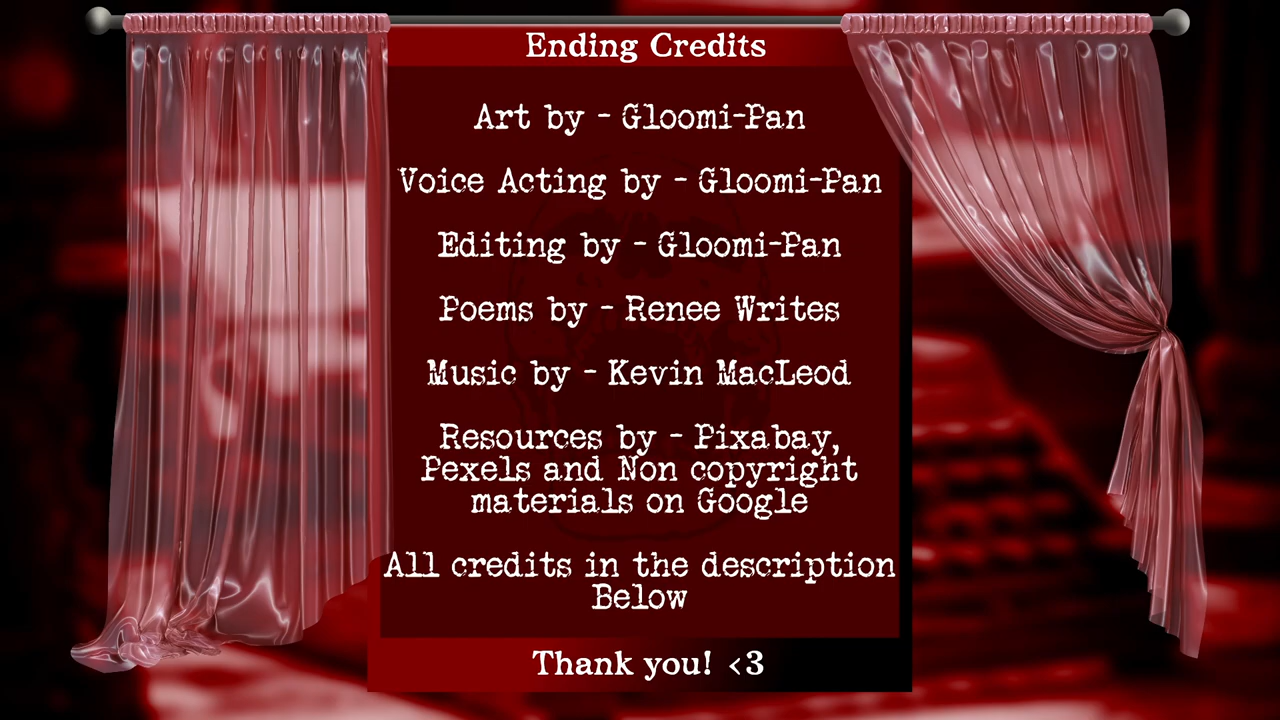 Ending Credits
Art by - Gloomi-Pan
Voice Acting by - Gloomi-Pan
Editing by - Gloomi-Pan
Poems by - Renee Writes
Music by - Kevin MacLeod
Resources by - Pixabay,
Pexels and Non copyright
materials on Google
All credits in the description
Below
Thank you! <3